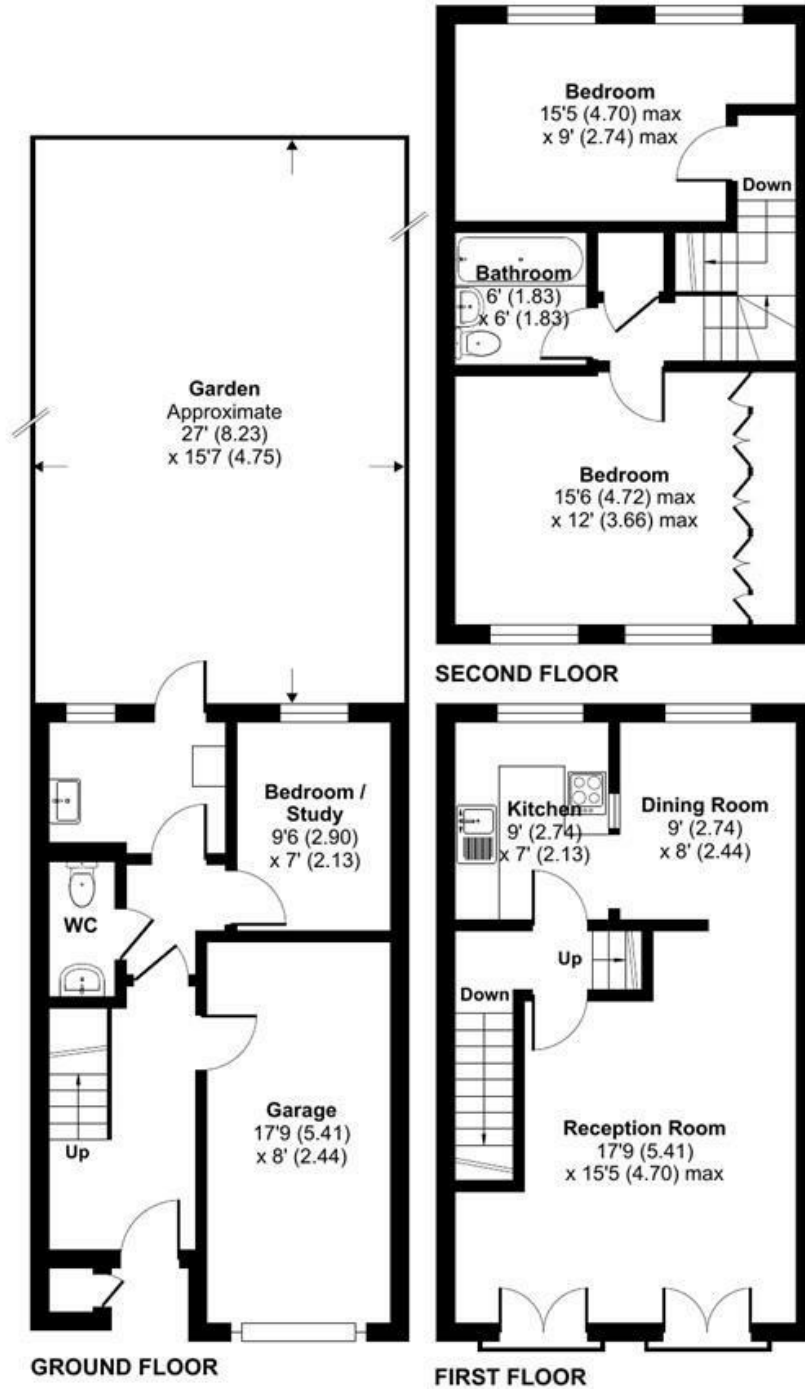 Bedroom
15'5 (4.70) max
x 9' (2.74) max
Down
Bathroom
6' (1.83)
x 6' (1.83)
Bedroom
15'6 (4.72) max
x 12' (3.66) max
SECOND FLOOR
Garden
Approximate
27' (8.23)
x 15'7 (4.75)
Bedroom /
Study
9'6 (2.90)
x 7' (2.13)
WC
Garage
17'9 (5.41)
x 8' (2.44)
Up
GROUND FLOOR
Kitchen
9' (2.74)
x 7' (2.13)
Dining Room
9' (2.74)
x 8' (2.44)
Up
Down
Reception Room
17'9 (5.41)
x 15'5 (4.70) max
FIRST FLOOR